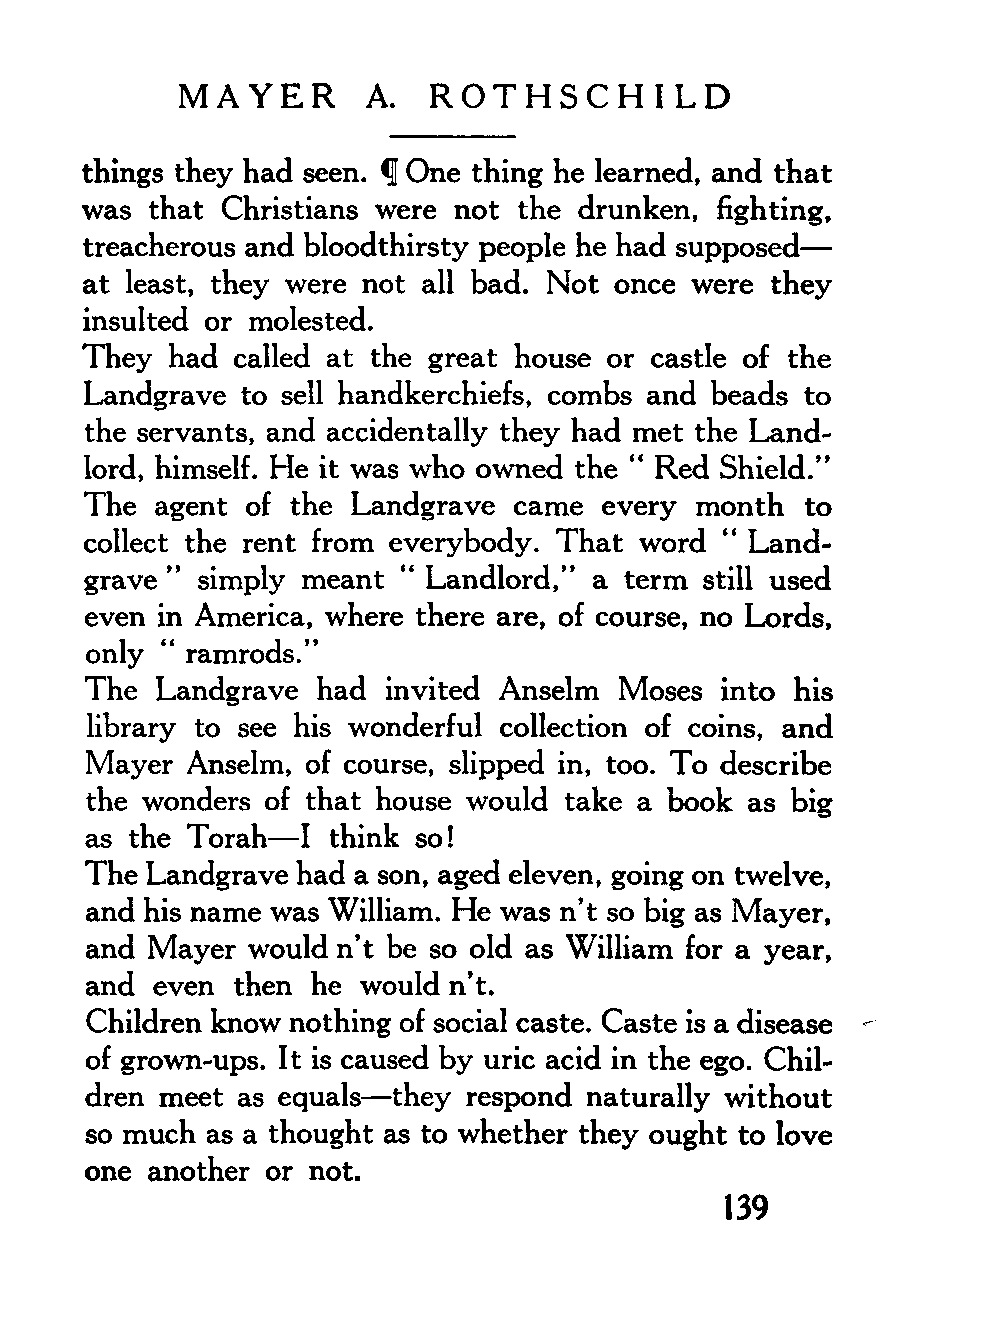 MAYER A. ROTHSCHILD
things they had seen. ¶ One thing he learned, and that
was that Christians were not the drunken, fighting,
treacherous and bloodthirsty people he had supposed—
at least, they were not all bad. Not once were they
insulted or molested.
They had called at the great house or castle of the
Landgrave to sell handkerchiefs, combs and beads to
the servants, and accidentally they had met the Land-
lord, himself. He it was who owned the “ Red Shield.”
The agent of the Landgrave came every month to
collect the rent from everybody. That word “ Land-
grave ” simply meant “ Landlord,” a term still used
even in America, where there are, of course, no Lords,
only “ ramrods.”
The Landgrave had invited Anselm Moses into his
library to see his wonderful collection of coins, and
Mayer Anselm, of course, slipped in, too. To describe
the wonders of that house would take a book as big
as the Torah—I think so!
The Landgrave had a son, aged eleven, going on twelve,
and his name was William. He was n’t so big as Mayer,
and Mayer would n’t be so old as William for a year,
and even then he would n’t.
Children know nothing of social caste. Caste is a disease
of grown-ups. It is caused by uric acid in the ego. Chil-
dren meet as equals—they respond naturally without
so much as a thought as to whether they ought to love
one another or not.
139